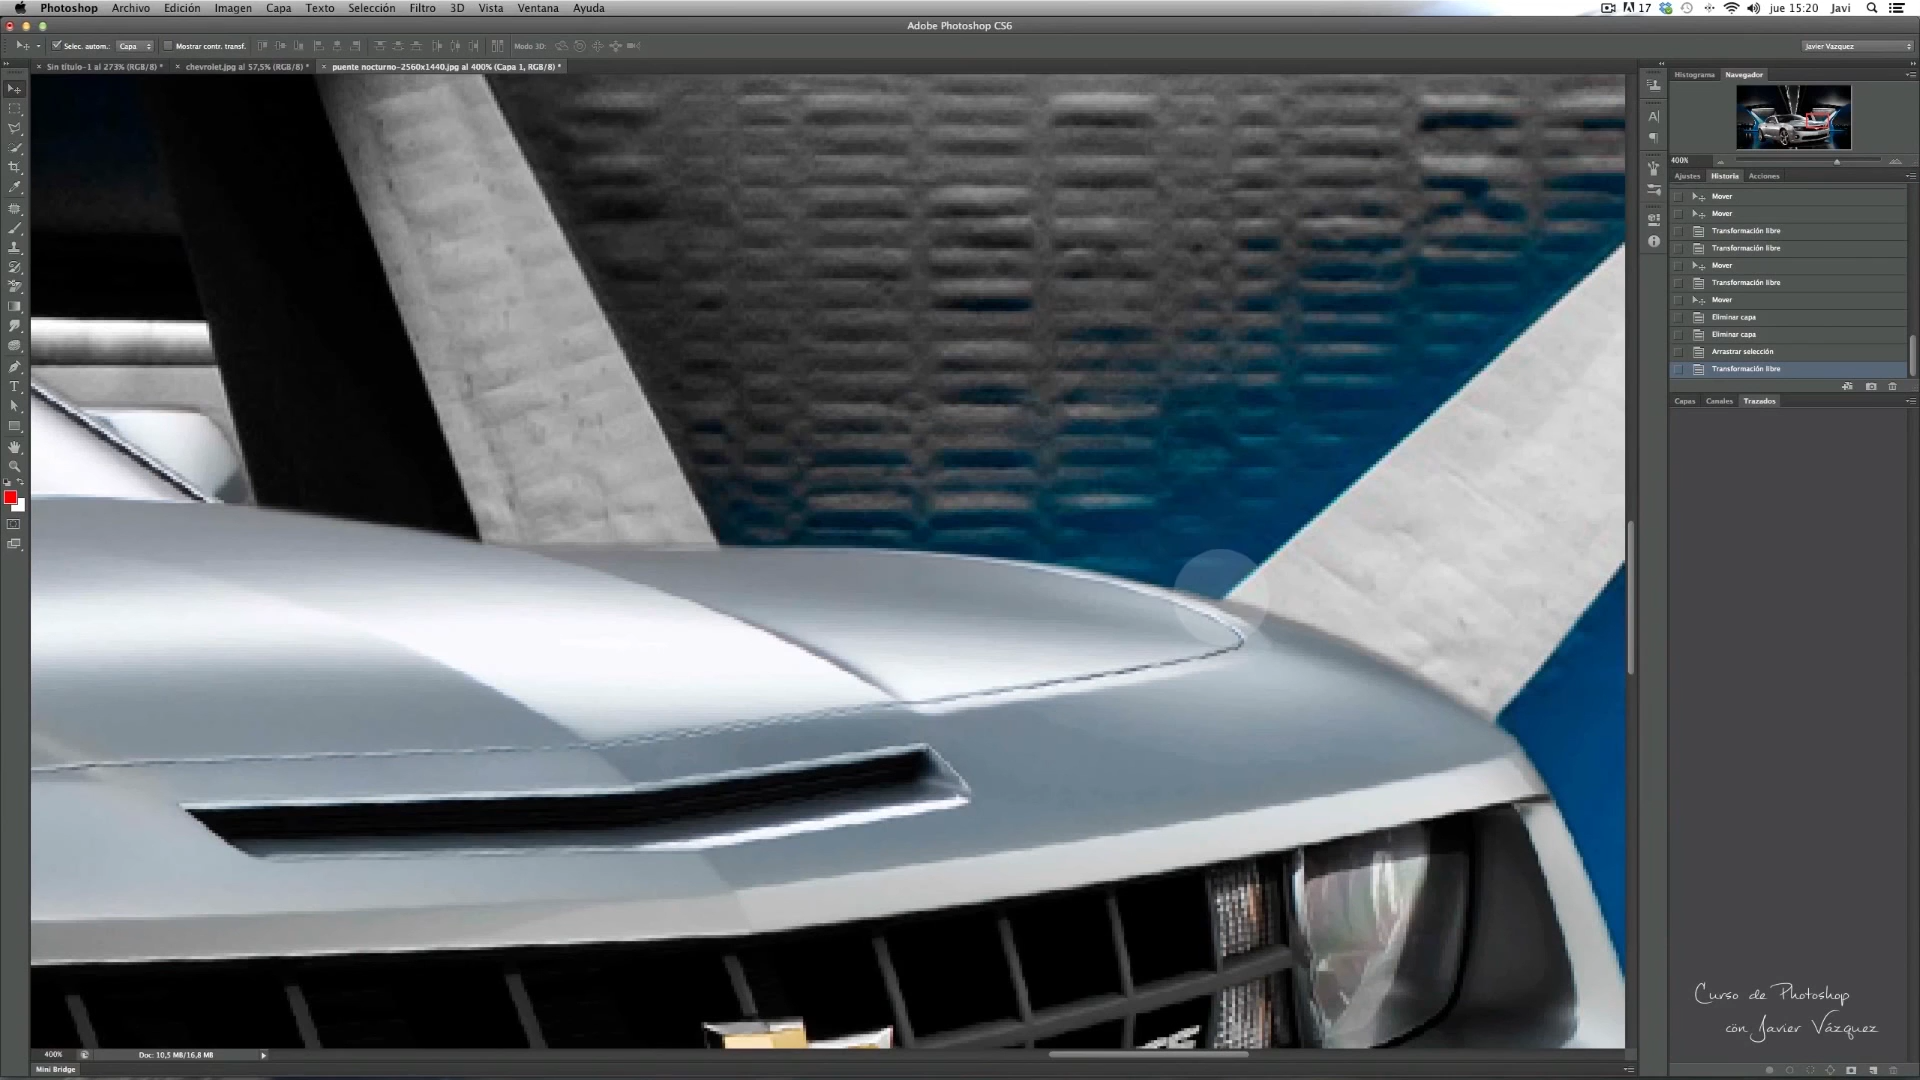 Photoshop Archivo Edición Imagen Capa Texto Selección Filtro 3D Vista Ventana Ayuda 17 jue 15:20 Javi
Adobe Photoshop CS6
Selec. autom.: Capa Mostrar contr. transf. Modo 3D: Javier Vazquez
× Sin título-1 al 273% (RGB/8) * × chevrolet.jpg al 57,5% (RGB/8) * × puente nocturno-2560x1440.jpg al 400% (Capa 1, RGB/8) *
Histograma Navegador
400%
Ajustes Historia Acciones
Mover
Mover
Transformación libre
Transformación libre
Mover
Transformación libre
Mover
Eliminar capa
Eliminar capa
Arrastrar selección
Transformación libre
Capas Canales Trazados
Curso de Photoshop
con Javier Vázquez
400% Doc: 10,5 MB/16,8 MB
Mini Bridge